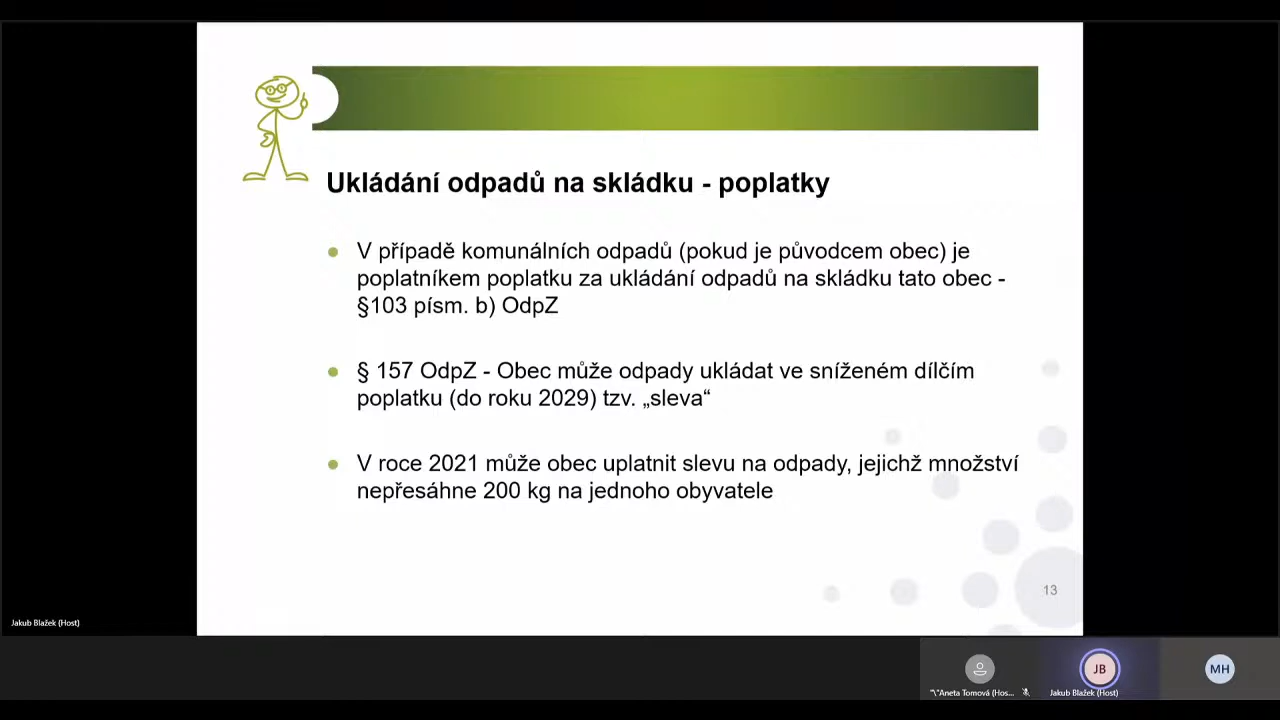 Ukládání odpadů na skládku - poplatky
V případě komunálních odpadů (pokud je původcem obec) je
poplatníkem poplatku za ukládání odpadů na skládku tato obec -
§103 písm. b) OdpZ
§ 157 OdpZ - Obec může odpady ukládat ve sníženém dílčím
poplatku (do roku 2029) tzv. „sleva“
V roce 2021 může obec uplatnit slevu na odpady, jejichž množství
nepřesáhne 200 kg na jednoho obyvatele
13
Jakub Blažek (Host)
JB
MH
"\"Aneta Tomová (Hos...
Jakub Blažek (Host)